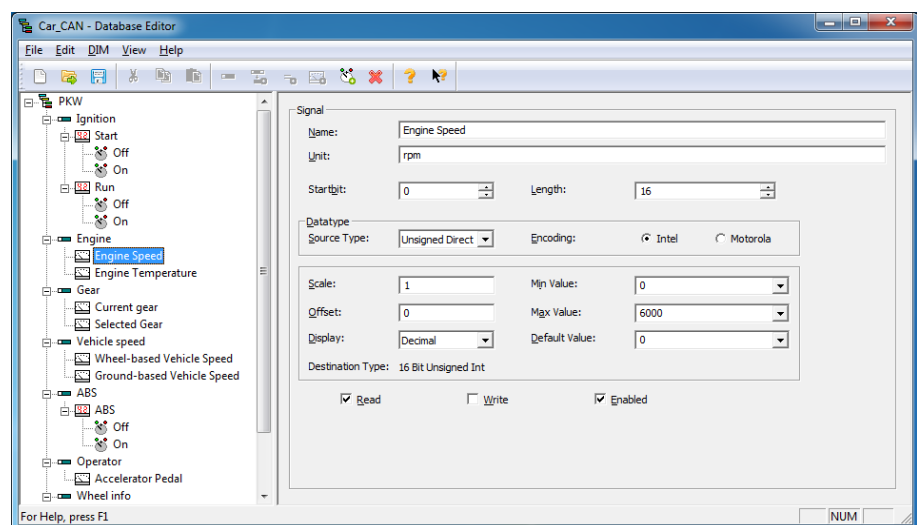 Car_CAN - Database Editor
File Edit DIM View Help
PKW
Ignition
Start
Off
On
Run
Off
On
Engine
Engine Speed
Engine Temperature
Gear
Current gear
Selected Gear
Vehicle speed
Wheel-based Vehicle Speed
Ground-based Vehicle Speed
ABS
ABS
Off
On
Operator
Accelerator Pedal
Wheel info
Signal
Name: Engine Speed
Unit: rpm
Startbit: 0 Length: 16
Datatype
Source Type: Unsigned Direct Encoding: Intel Motorola
Scale: 1 Min Value: 0
Offset: 0 Max Value: 6000
Display: Decimal Default Value: 0
Destination Type: 16 Bit Unsigned Int
Read Write Enabled
For Help, press F1 NUM